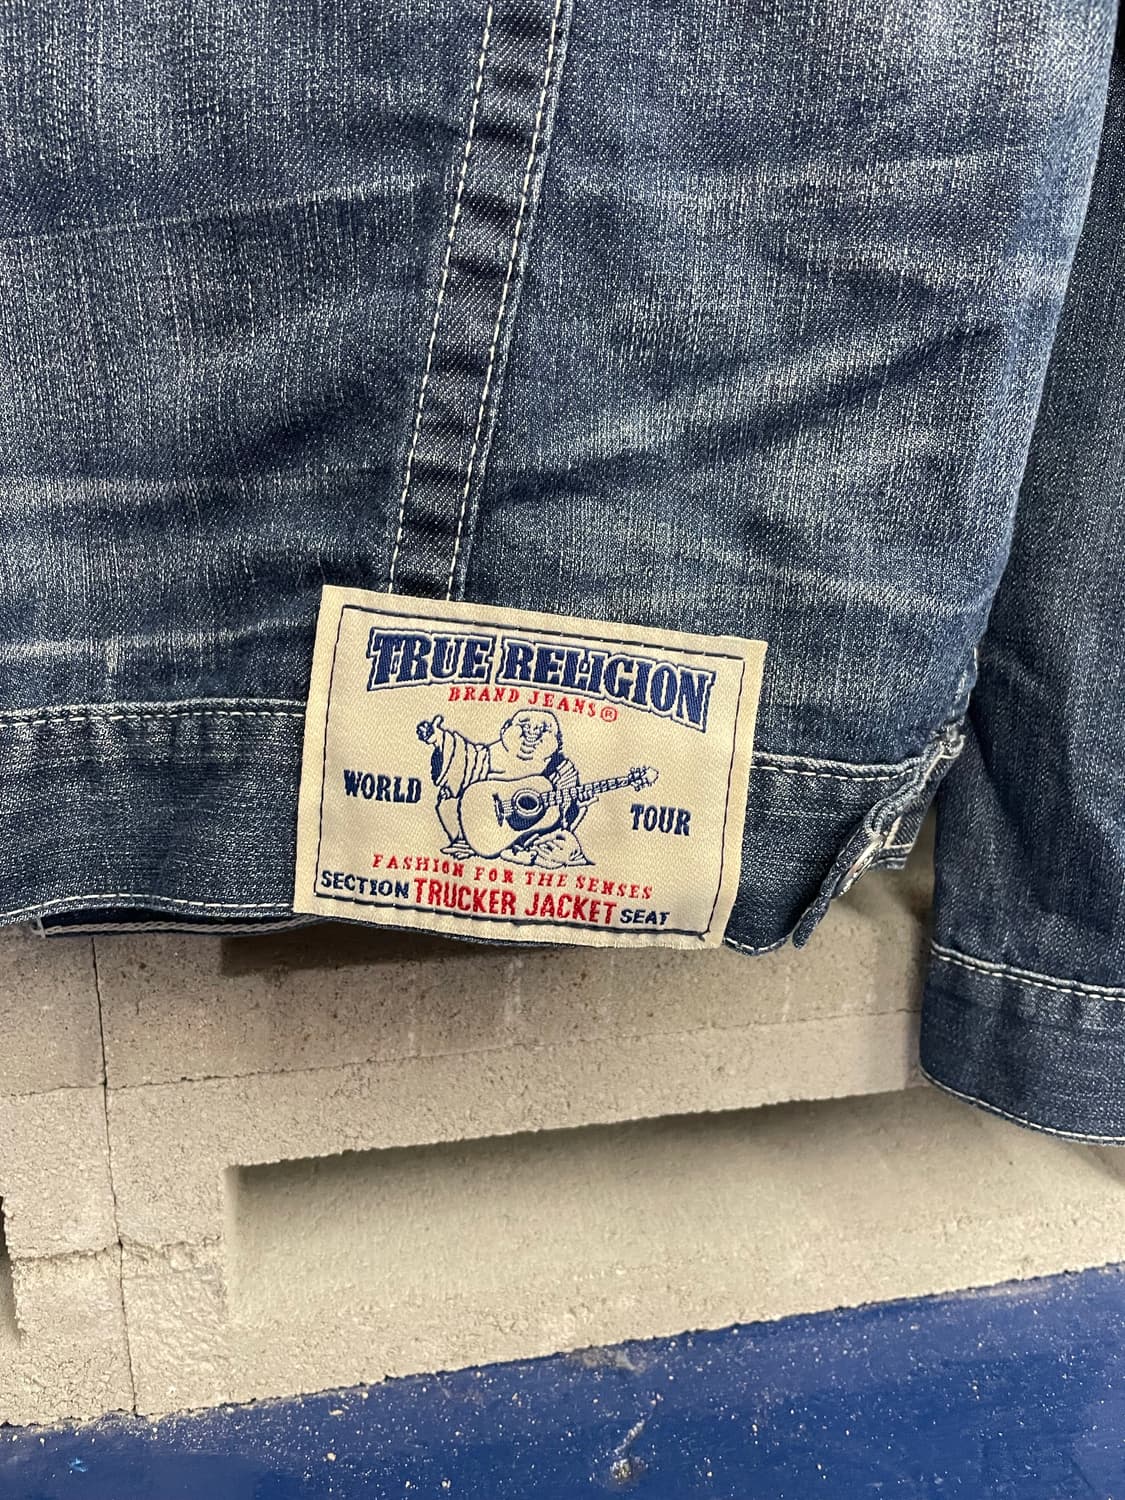 TRUE RELIGION
BRAND JEANS®
WORLD TOUR
FASHION FOR THE SENSES
SECTION TRUCKER JACKET SEAT